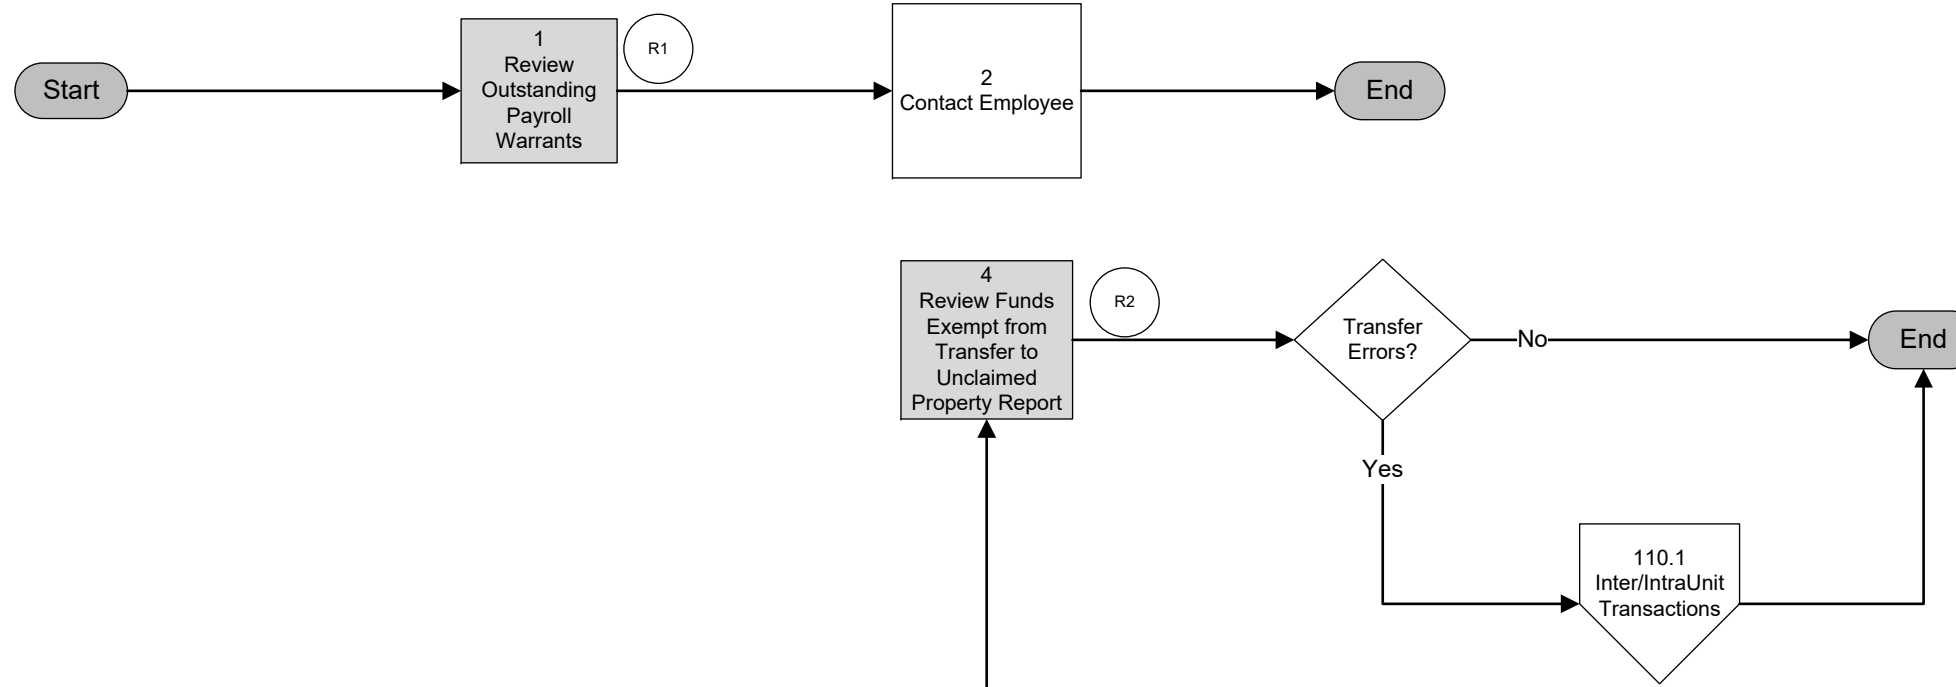 Start
1
Review
Outstanding
Payroll
Warrants
R1
2
Contact Employee
End
4
Review Funds
Exempt from
Transfer to
Unclaimed
Property Report
R2
Transfer
Errors?
No
End
Yes
110.1
Inter/IntraUnit
Transactions